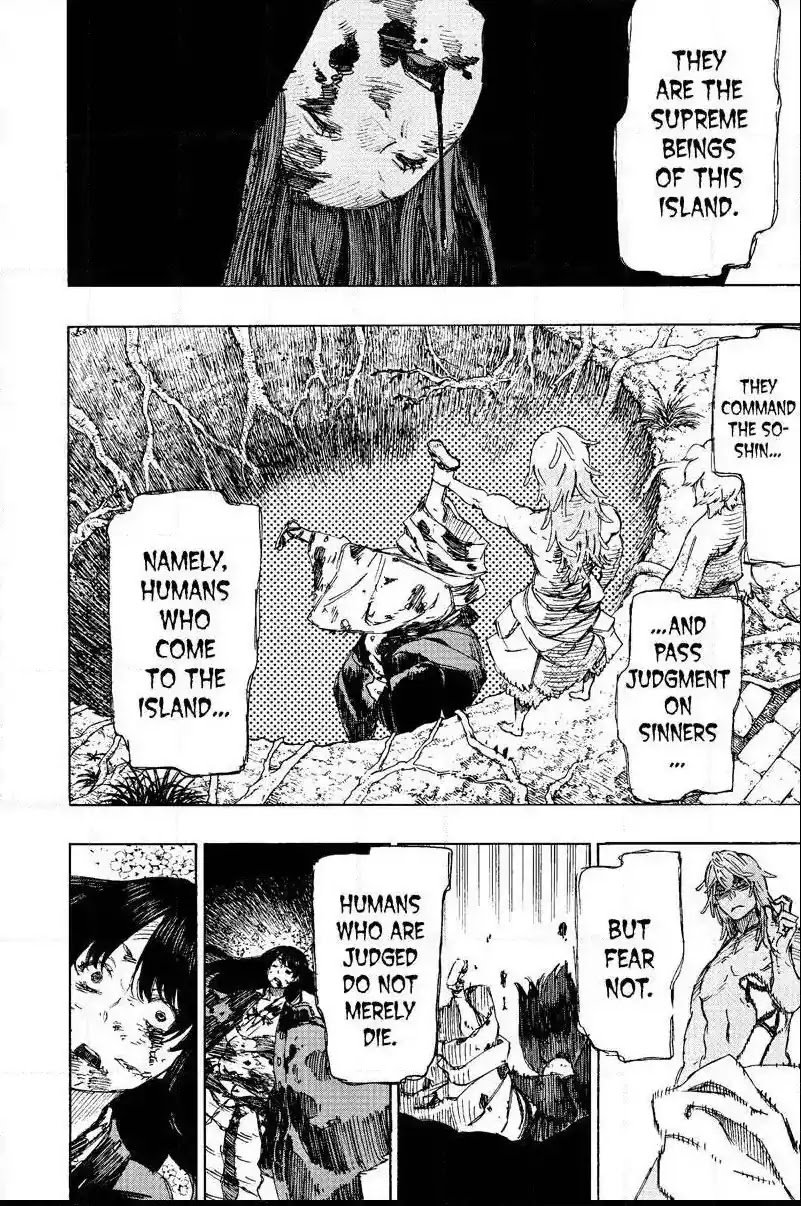 THEY
ARE THE
SUPREME
BEINGS
OF THIS
ISLAND.
THEY
COMMAND
THE SO-
SHIN...
...AND
PASS
JUDGMENT
ON
SINNERS
...
NAMELY,
HUMANS
WHO
COME
TO THE
ISLAND...
BUT
FEAR
NOT.
HUMANS
WHO ARE
JUDGED
DO NOT
MERELY
DIE.